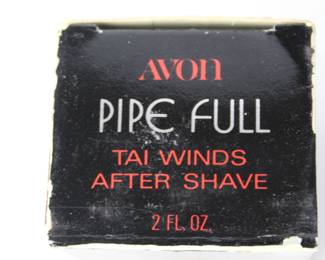 AVON
PIPE FULL
TAI WINDS
AFTER SHAVE
2 FL. OZ.